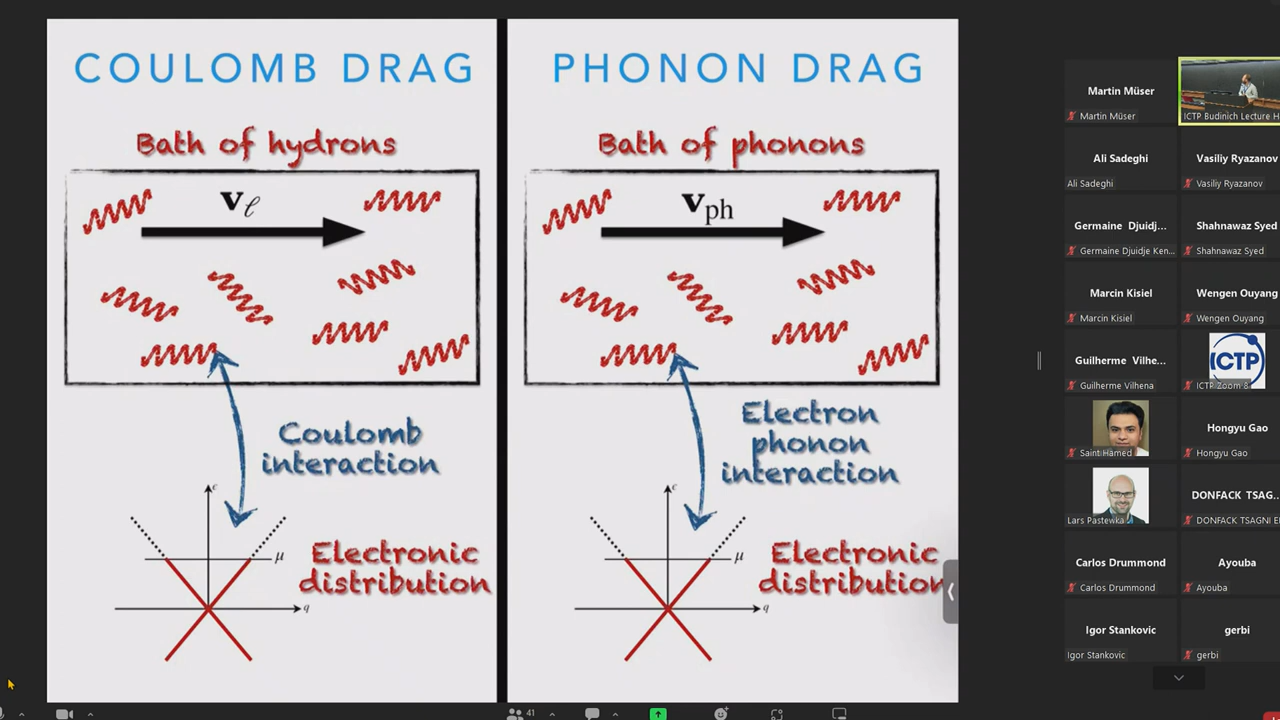 COULOMB DRAG
Bath of hydrons
vℓ
Coulomb
interaction
ϵ
μ
q
Electronic
distribution
PHONON DRAG
Bath of phonons
vph
Electron
phonon
interaction
ϵ
μ
q
Electronic
distribution
Martin Müser
Martin Müser
ICTP Budinich Lecture H
Ali Sadeghi
Ali Sadeghi
Vasiliy Ryazanov
Vasiliy Ryazanov
Germaine Djuidj...
Germaine Djuidje Ken...
Shahnawaz Syed
Shahnawaz Syed
Marcin Kisiel
Marcin Kisiel
Wengen Ouyang
Wengen Ouyang
Guilherme Vilhe...
Guilherme Vilhena
ICTP
ICTP Zoom 8
Saint Hamed
Hongyu Gao
Hongyu Gao
Lars Pastewka
DONFACK TSAG...
DONFACK TSAGNI E
Carlos Drummond
Carlos Drummond
Ayouba
Ayouba
Igor Stankovic
Igor Stankovic
gerbi
gerbi
41